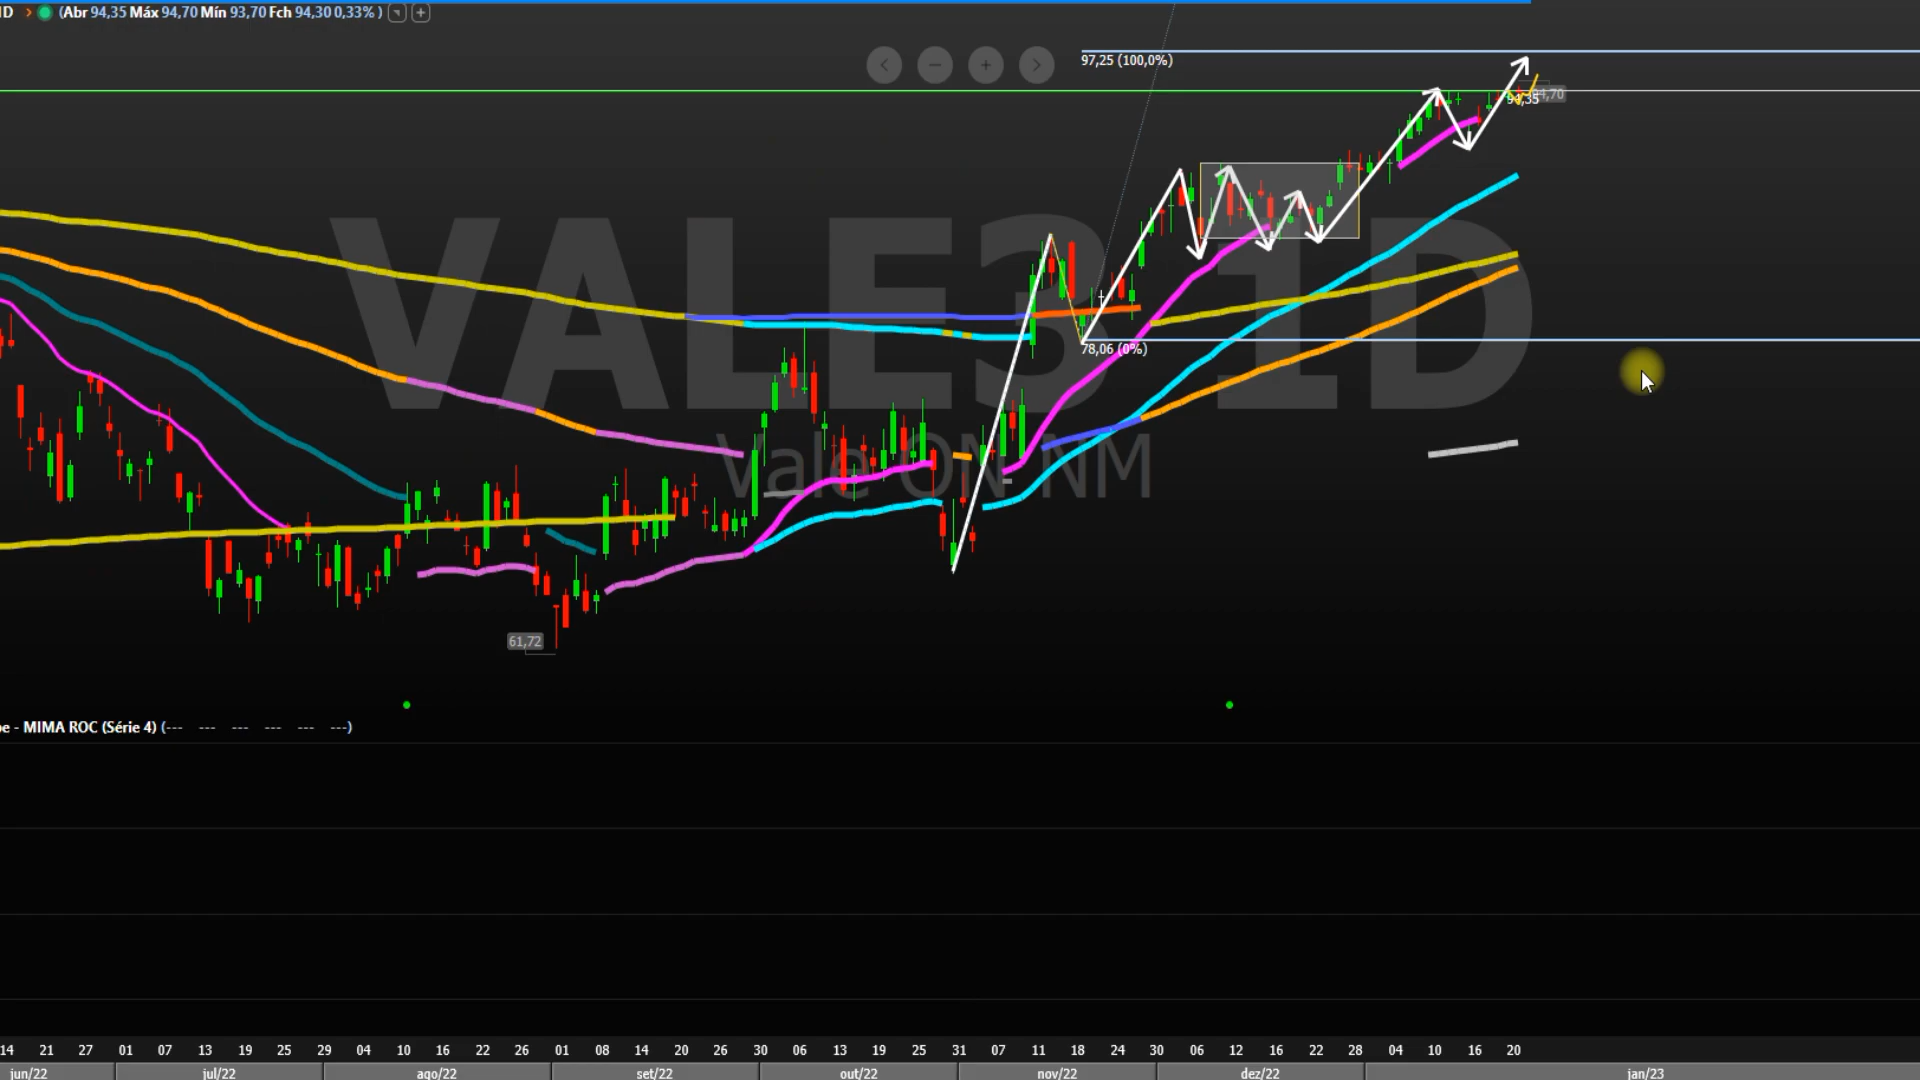 ID (Abr 94,35 Máx 94,70 Mín 93,70 Fch 94,30 0,33% )
97,25 (100,0%)
94,70
94,35
VALE3 1D
78,06 (0%)
Vale ON NM
61,72
pe - MIMA ROC (Série 4) (--- --- --- --- --- ---)
14 21 27 01 07 13 19 25 29 04 10 16 22 26 01 08 14 20 26 30 06 13 19 25 31 07 11 18 24 30 06 12 16 22 28 04 10 16 20
jun/22 jul/22 ago/22 set/22 out/22 nov/22 dez/22 jan/23